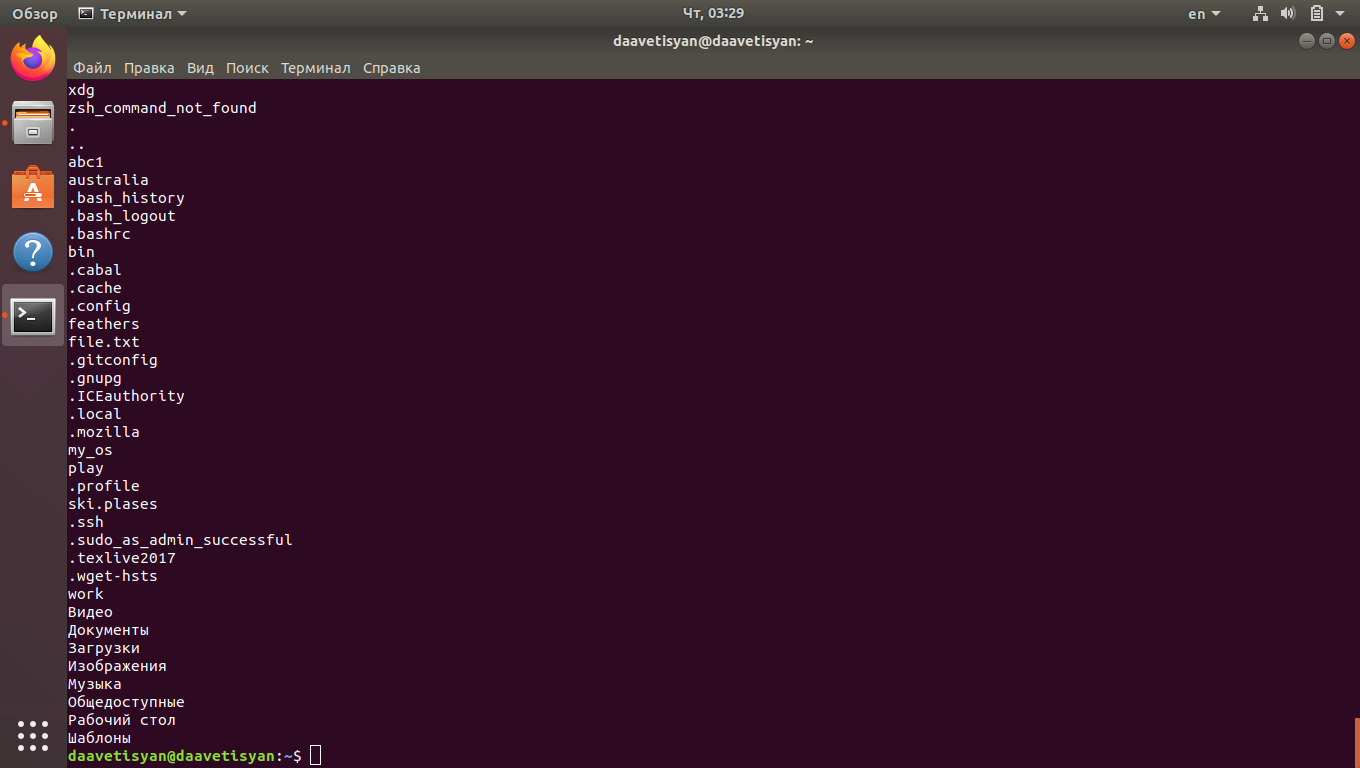 Обзор Терминал Чт, 03:29 en
daavetisyan@daavetisyan: ~
Файл Правка Вид Поиск Терминал Справка
xdg
zsh_command_not_found
.
..
abc1
australia
.bash_history
.bash_logout
.bashrc
bin
.cabal
.cache
.config
feathers
file.txt
.gitconfig
.gnupg
.ICEauthority
.local
.mozilla
my_os
play
.profile
ski.plases
.ssh
.sudo_as_admin_successful
.texlive2017
.wget-hsts
work
Видео
Документы
Загрузки
Изображения
Музыка
Общедоступные
Рабочий стол
Шаблоны
daavetisyan@daavetisyan:~$